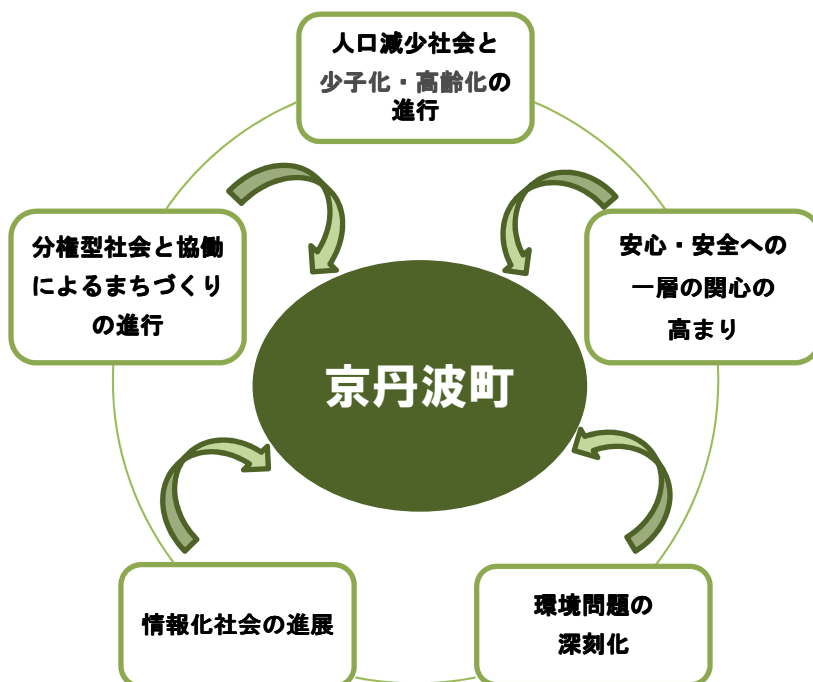 人口減少社会と
少子化・高齢化の
進行
分権型社会と協働
によるまちづくり
の進行
安心・安全への
一層の関心の
高まり
京丹波町
情報化社会の進展
環境問題の
深刻化